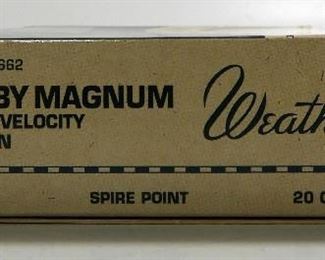 662
BY MAGNUM
VELOCITY
N
Weath
SPIRE POINT
20 C